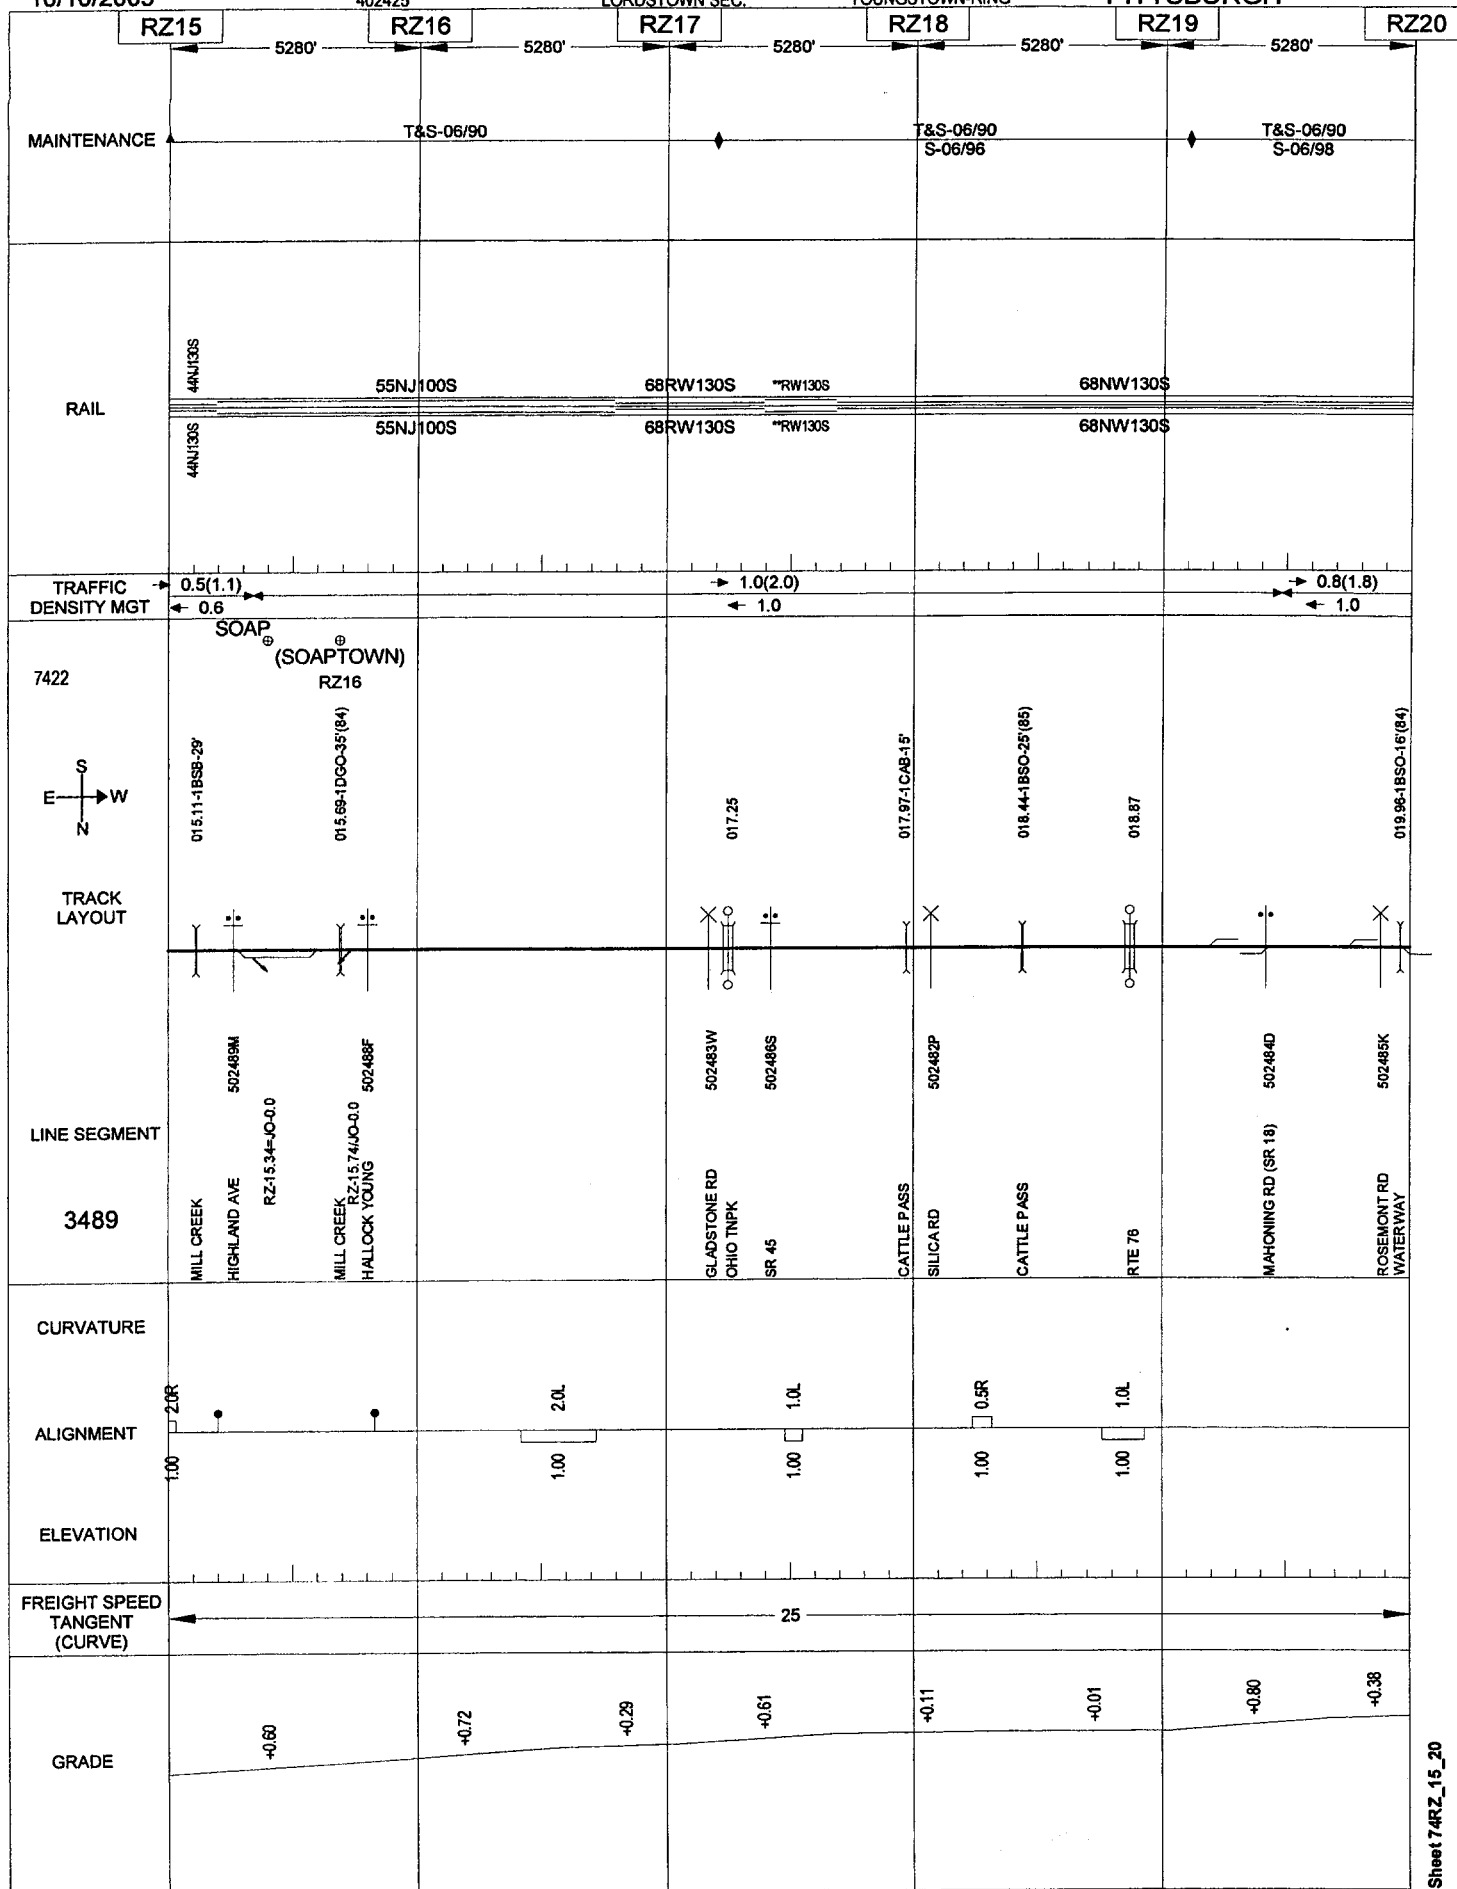 402425 LORDSTOWN SEC. YOUNGSTOWN-RING
RZ15 RZ16 RZ17 RZ18 RZ19 RZ20
5280' 5280' 5280' 5280' 5280'
MAINTENANCE
T&S-06/90 T&S-06/90 T&S-06/90
S-06/96 S-06/98
RAIL
44NJ130S 55NJ100S 68RW130S **RW130S 68NW130S
44NJ130S 55NJ100S 68RW130S **RW130S 68NW130S
TRAFFIC 0.5(1.1) 1.0(2.0) 0.8(1.8)
DENSITY MGT 0.6 1.0 1.0
SOAP
(SOAPTOWN)
7422
RZ16
S
E W
N
015.11-1BSB-29'
015.69-1DGO-35'(84)
017.25
017.97-1CAB-15'
018.44-1BSO-25'(85)
018.87
019.96-1BSO-16'(84)
TRACK
LAYOUT
502489M
502488F
502483W
502486S
502482P
502484D
502485K
LINE SEGMENT
3489
MILL CREEK
HIGHLAND AVE
RZ-15.34=JO-0.0
MILL CREEK
RZ-15.74/JO-0.0
HALLOCK YOUNG
GLADSTONE RD
OHIO TNPK
SR 45
CATTLE PASS
SILICA RD
CATTLE PASS
RTE 76
MAHONING RD (SR 18)
ROSEMONT RD
WATERWAY
CURVATURE
2.0R 2.0L 1.0L 0.5R 1.0L
ALIGNMENT
1.00 1.00 1.00 1.00 1.00
ELEVATION
FREIGHT SPEED
TANGENT
(CURVE)
25
GRADE
+0.60 +0.72 +0.29 +0.61 +0.11 +0.01 +0.80 +0.38
Sheet 74RZ_15_20